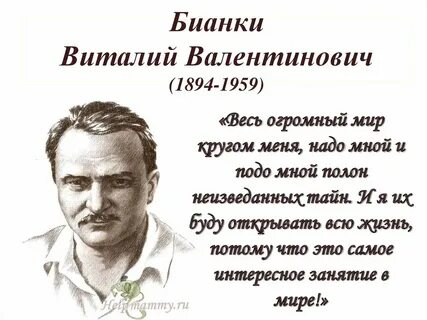 Бианки
Виталий Валентинович
(1894-1959)
«Весь огромный мир
кругом меня, надо мной и
подо мной полон
неизведанных тайн. И я их
буду открывать всю жизнь,
потому что это самое
интересное занятие в
мире!»
Helpmammy.ru